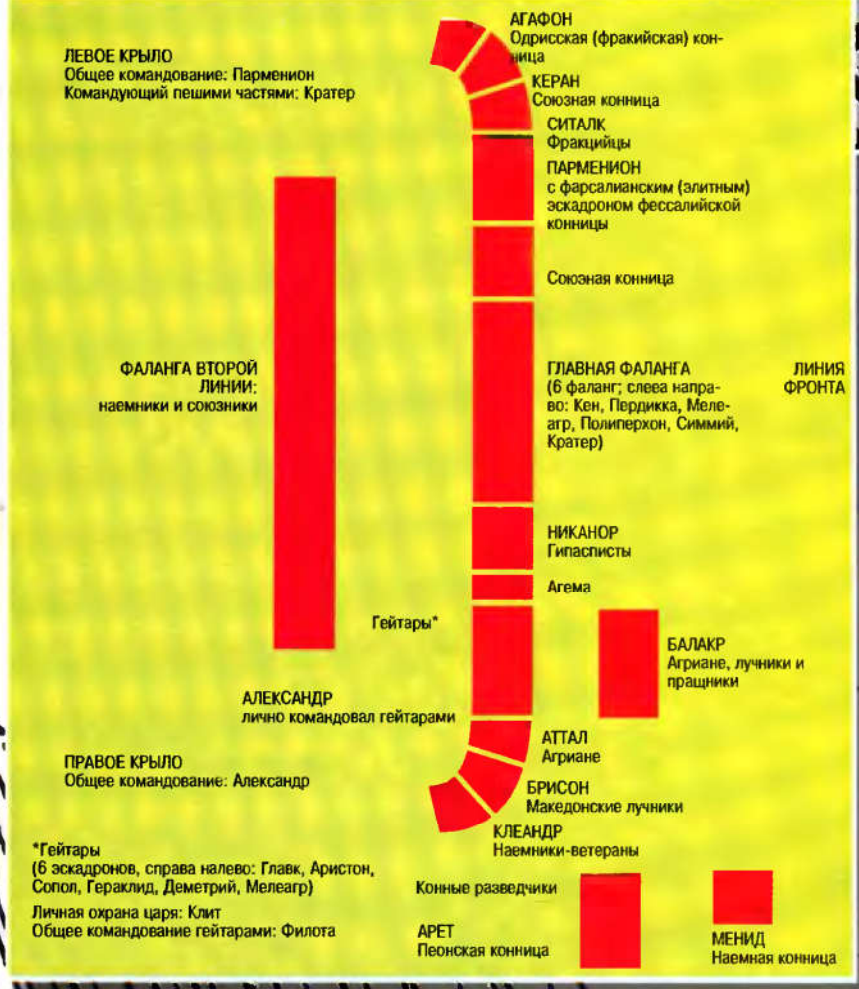 АГАФОН
Одрисская (фракийская) кон-
ница
ЛЕВОЕ КРЫЛО
Общее командование: Парменион
Командующий пешими частями: Кратер
КЕРАН
Союзная конница
СИТАЛК
Фракцийцы
ПАРМЕНИОН
с фарсалианским (элитным)
эскадроном фессалийской
конницы
Союзная конница
ФАЛАНГА ВТОРОЙ
ЛИНИИ:
наемники и союзники
ГЛАВНАЯ ФАЛАНГА
(6 фаланг; слева напра-
во: Кен, Пердикка, Меле-
агр, Полиперхон, Симмий,
Кратер)
ЛИНИЯ
ФРОНТА
НИКАНОР
Гипасписты
Агема
Гейтары*
БАЛАКР
Агриане, лучники и
пращники
АЛЕКСАНДР
лично командовал гейтарами
АТТАЛ
Агриане
ПРАВОЕ КРЫЛО
Общее командование: Александр
БРИСОН
Македонские лучники
КЛЕАНДР
Наемники-ветераны
*Гейтары
(6 эскадронов, справа налево: Главк, Аристон,
Сопол, Гераклид, Деметрий, Мелеагр)
Личная охрана царя: Клит
Общее командование гейтарами: Филота
Конные разведчики
АРЕТ
Пеонская конница
МЕНИД
Наемная конница